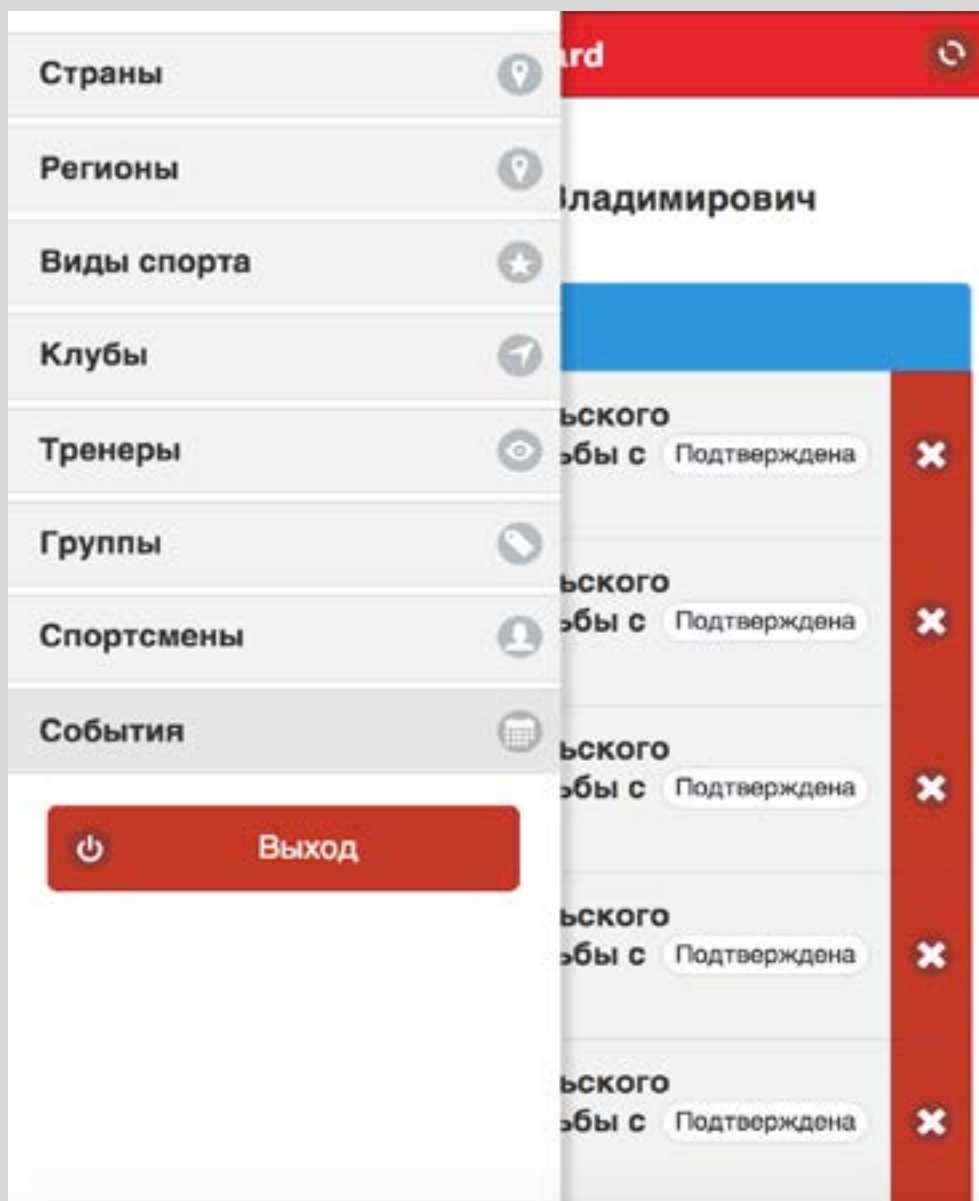 Страны
Регионы
Виды спорта
Клубы
Тренеры
Группы
Спортсмены
События
Выход
ard
Владимирович
ьского
ьбы с Подтверждена
ьского
ьбы с Подтверждена
ьского
ьбы с Подтверждена
ьского
ьбы с Подтверждена
ьского
ьбы с Подтверждена